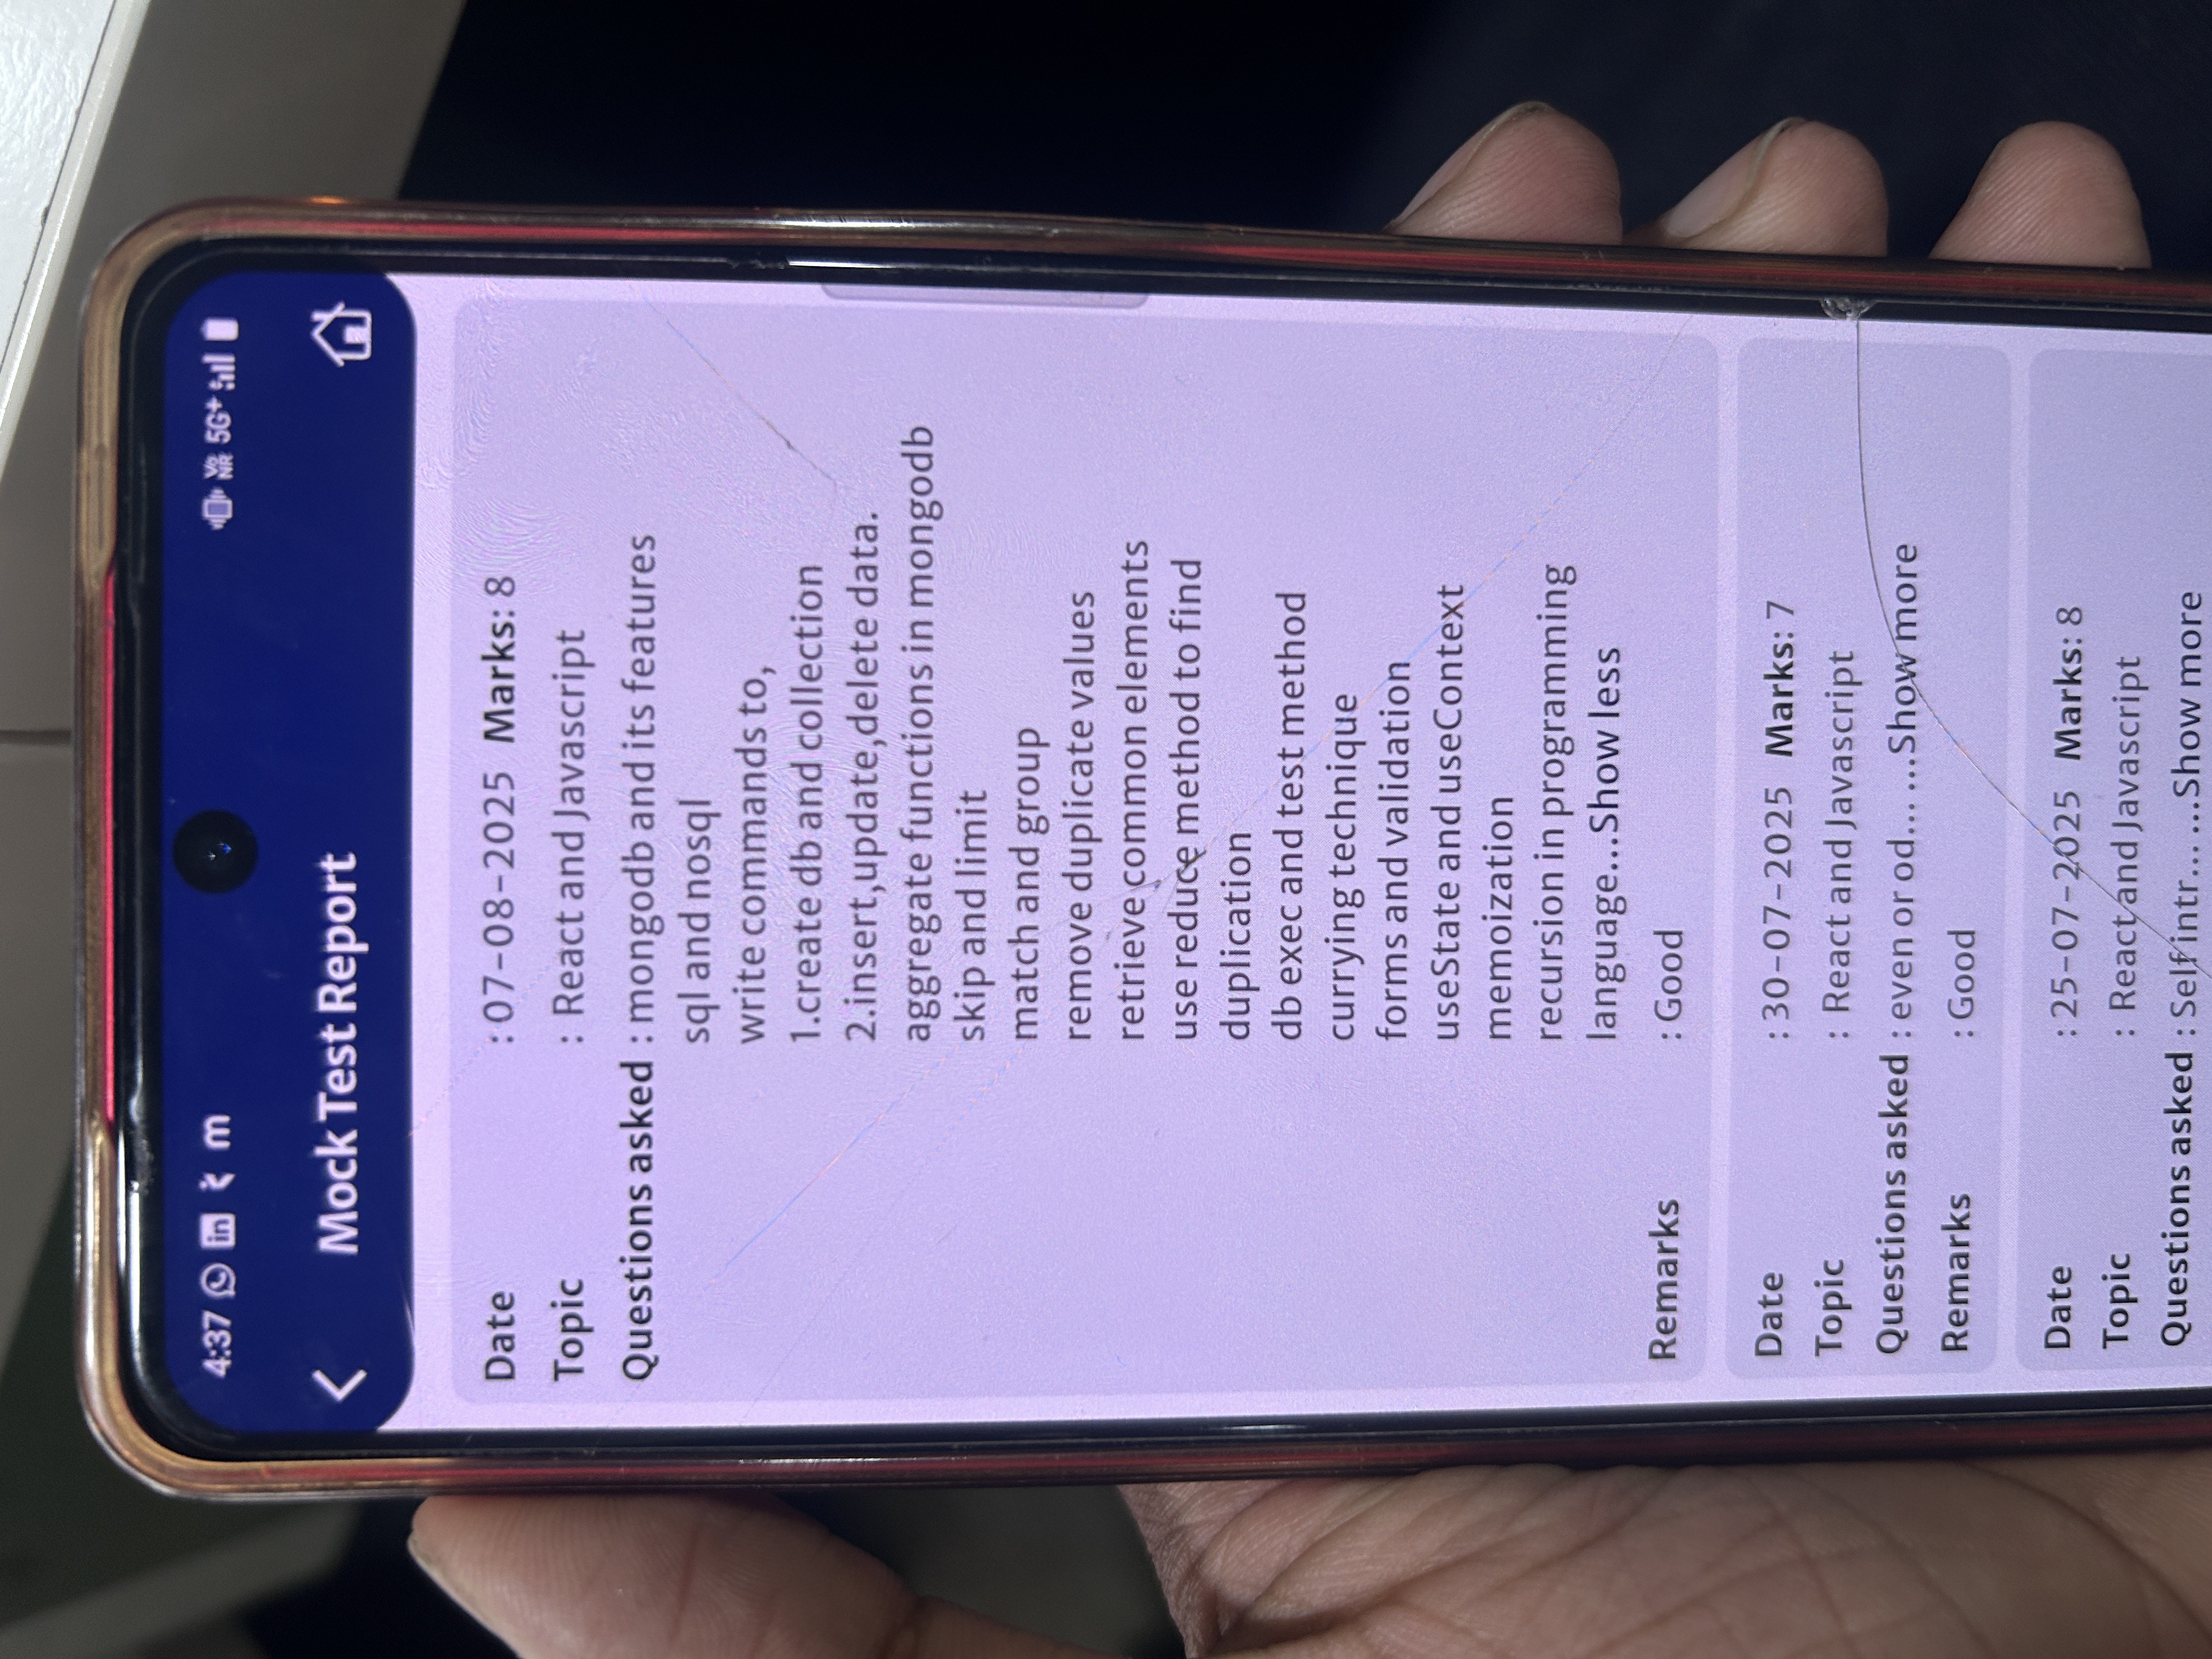 4:37 in m Vo NR 5G+
Mock Test Report
Date : 07-08-2025 Marks: 8
Topic : React and Javascript
Questions asked : mongodb and its features
sql and nosql
write commands to,
1.create db and collection
2.insert,update,delete data.
aggregate functions in mongodb
skip and limit
match and group
remove duplicate values
retrieve common elements
use reduce method to find
duplication
db exec and test method
currying technique
forms and validation
useState and useContext
memoization
recursion in programming
language...Show less
Remarks : Good
Date : 30-07-2025 Marks: 7
Topic : React and Javascript
Questions asked : even or od... ...Show more
Remarks : Good
Date : 25-07-2025 Marks: 8
Topic : React and Javascript
Questions asked : Self intr... ...Show more